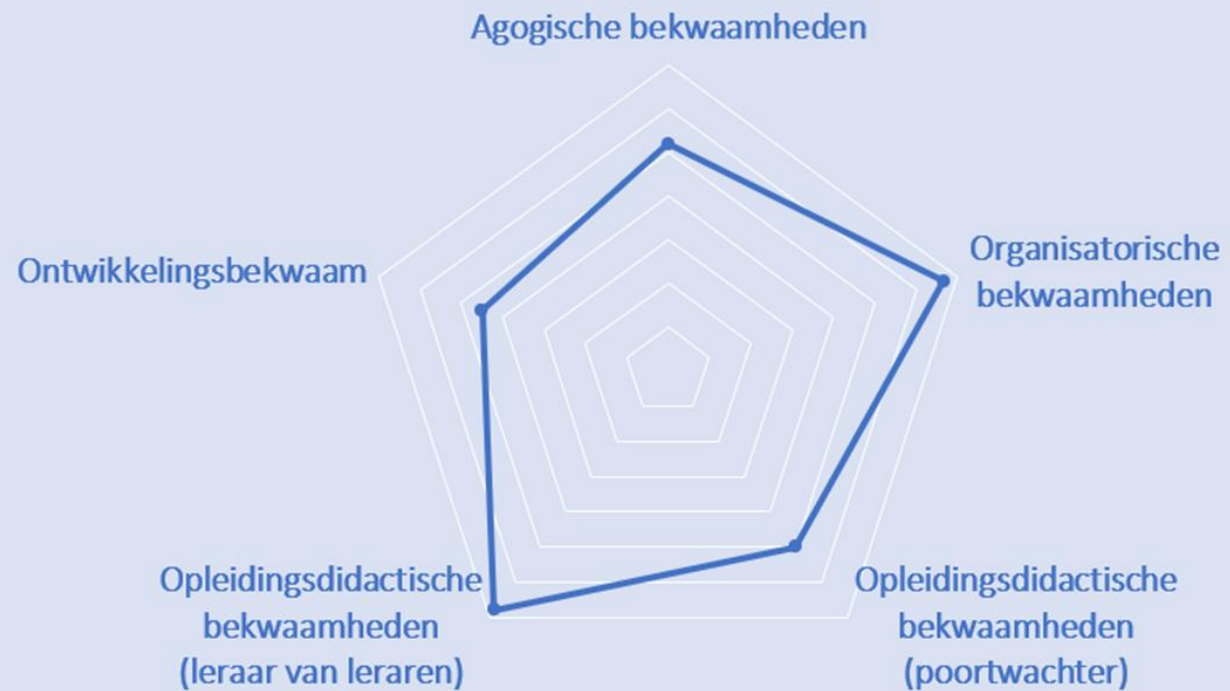 Agogische bekwaamheden
Organisatorische
bekwaamheden
Ontwikkelingsbekwaam
Opleidingsdidactische
bekwaamheden
(leraar van leraren)
Opleidingsdidactische
bekwaamheden
(poortwachter)